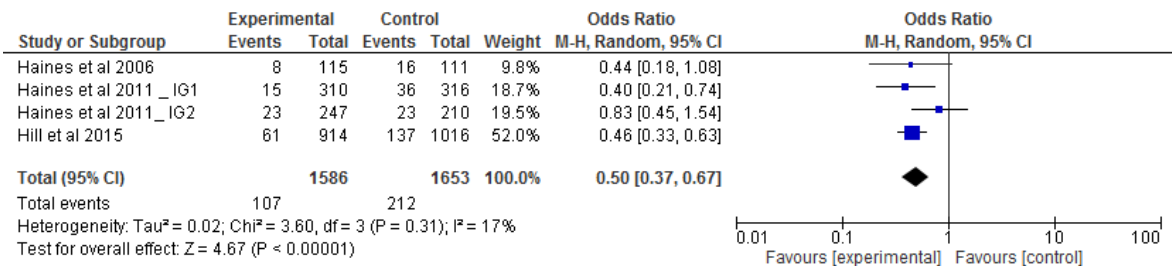 Experimental Control Odds Ratio Odds Ratio
Study or Subgroup Events Total Events Total Weight M-H, Random, 95% CI M-H, Random, 95% CI
Haines et al 2006 8 115 16 111 9.8% 0.44 [0.18, 1.08]
Haines et al 2011 _ IG1 15 310 36 316 18.7% 0.40 [0.21, 0.74]
Haines et al 2011_ IG2 23 247 23 210 19.5% 0.83 [0.45, 1.54]
Hill et al 2015 61 914 137 1016 52.0% 0.46 [0.33, 0.63]
Total (95% CI) 1586 1653 100.0% 0.50 [0.37, 0.67]
Total events 107 212
Heterogeneity: Tau² = 0.02; Chi² = 3.60, df = 3 (P = 0.31); I² = 17%
Test for overall effect: Z = 4.67 (P < 0.00001)
0.01 0.1 1 10 100
Favours [experimental] Favours [control]